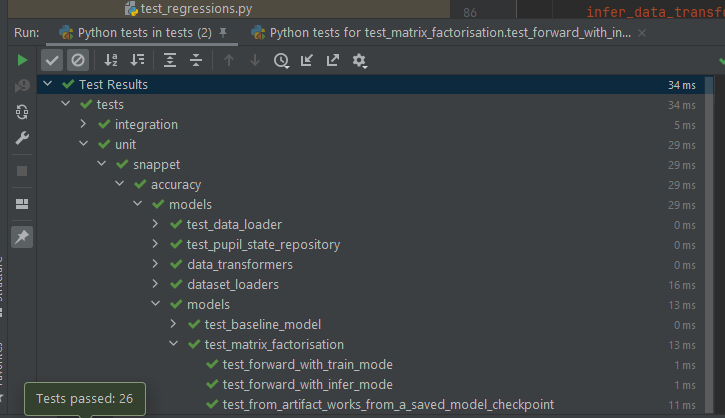 test_regressions.py
86
infer_data_transf
Run:
Python tests in tests (2)
Python tests for test_matrix_factorisation.test_forward_with_in...
Test Results 34 ms
tests 34 ms
integration 5 ms
unit 29 ms
snappet 29 ms
accuracy 29 ms
models 29 ms
test_data_loader 0 ms
test_pupil_state_repository 0 ms
data_transformers 0 ms
dataset_loaders 16 ms
models 13 ms
test_baseline_model 0 ms
test_matrix_factorisation 13 ms
test_forward_with_train_mode 1 ms
test_forward_with_infer_mode 1 ms
test_from_artifact_works_from_a_saved_model_checkpoint 11 ms
Tests passed: 26